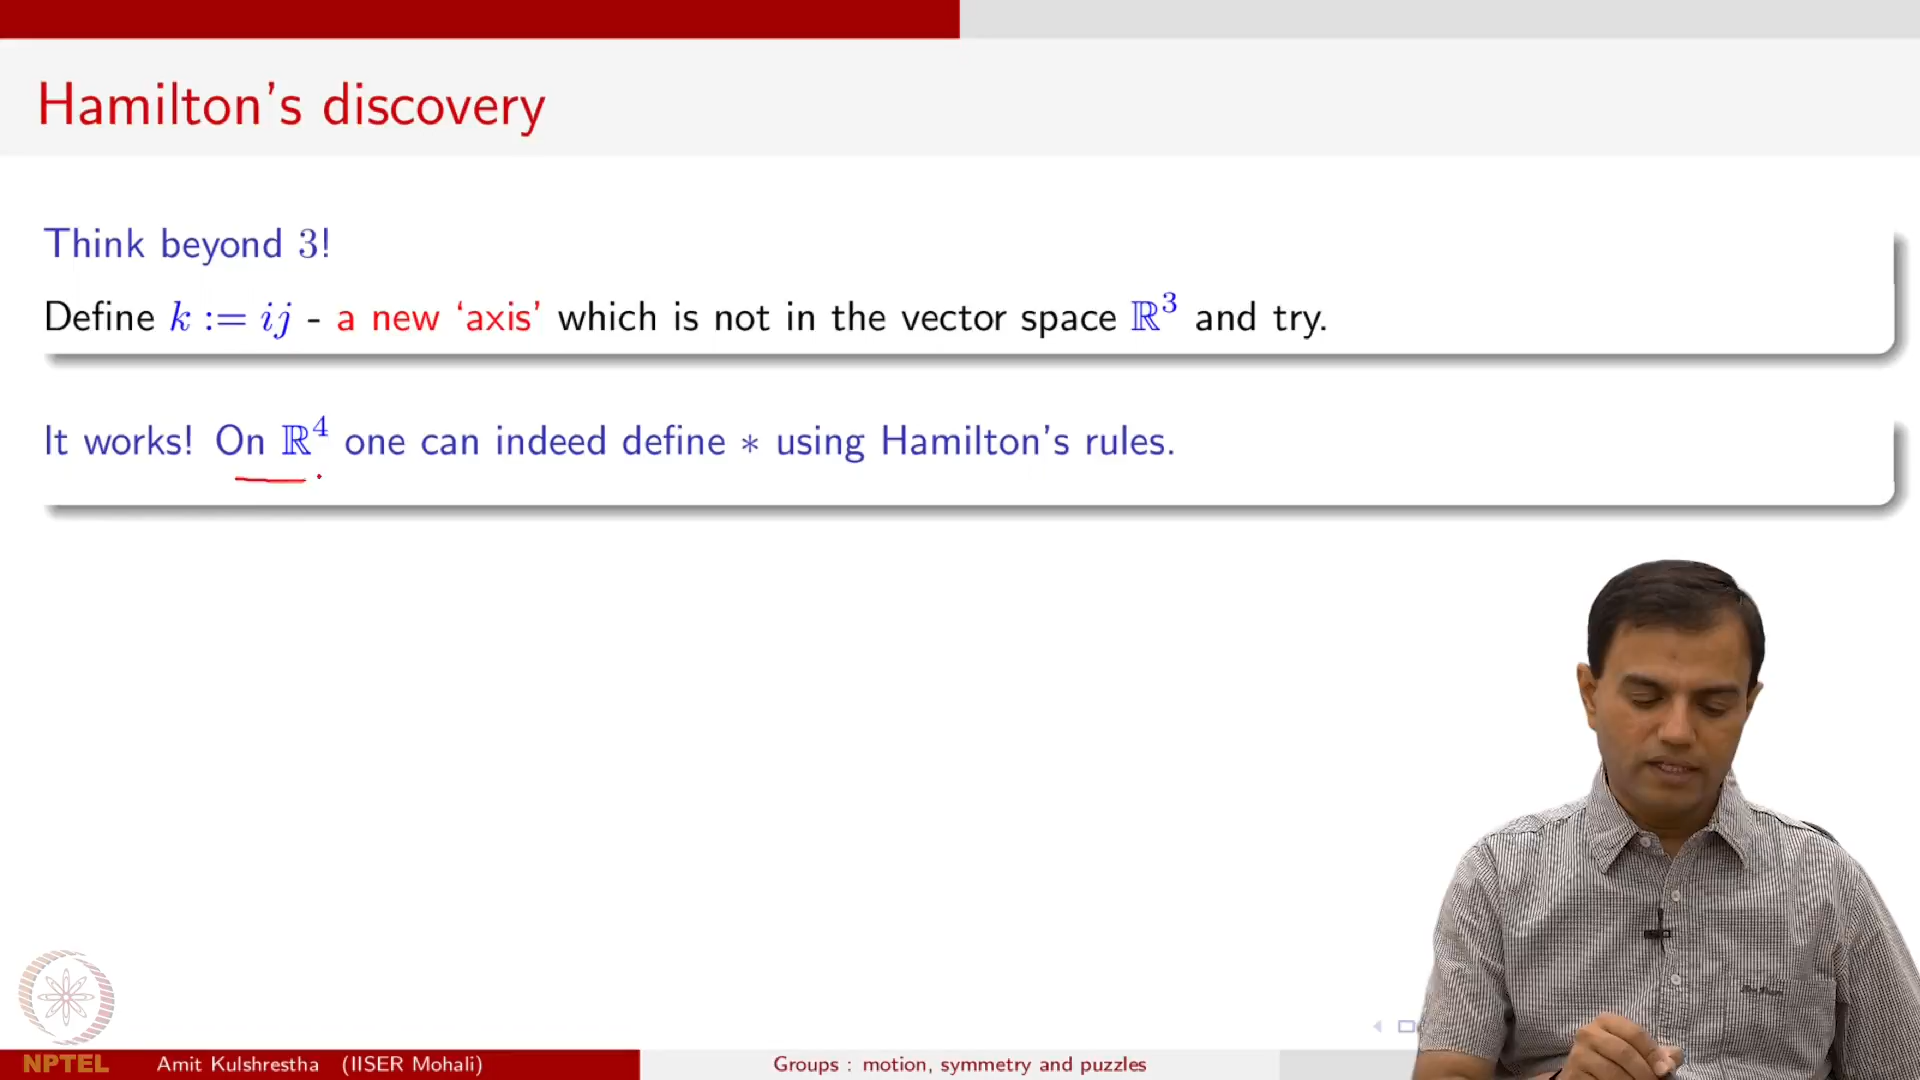 Hamilton's discovery
Think beyond 3!
Define k := ij - a new ‘axis’ which is not in the vector space ℝ³ and try.
It works! On ℝ⁴ one can indeed define ∗ using Hamilton's rules.
NPTEL
Amit Kulshrestha (IISER Mohali)
Groups : motion, symmetry and puzzles